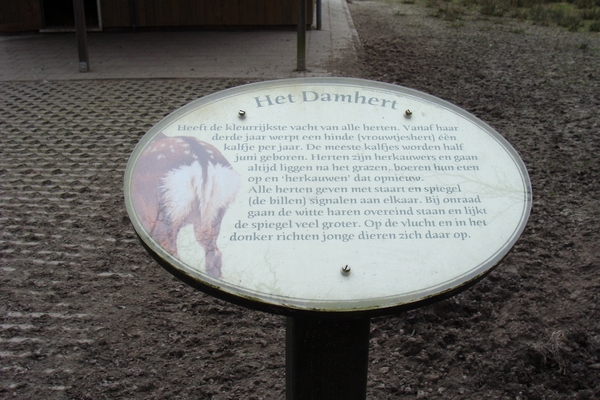 Het Damhert
Heeft de kleurrijkste vacht van alle herten. Vanaf haar
derde jaar werpt een hinde (vrouwtjeshert) één
kalfje per jaar. De meeste kalfjes worden half
juni geboren. Herten zijn herkauwers en gaan
altijd liggen na het grazen, boeren hun eten
op en 'herkauwen' dat opnieuw.
Alle herten geven met staart en spiegel
(de billen) signalen aan elkaar. Bij onraad
gaan de witte haren overeind staan en lijkt
de spiegel veel groter. Op de vlucht en in het
donker richten jonge dieren zich daar op.